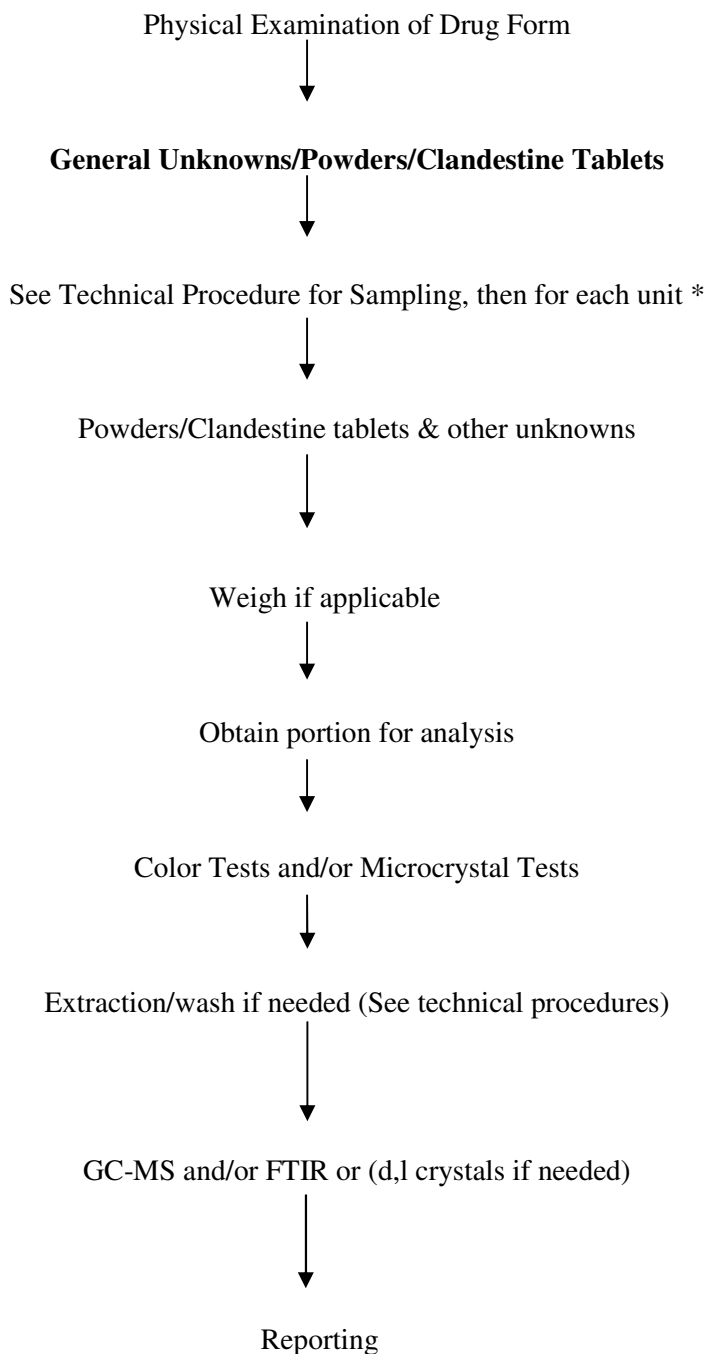 Physical Examination of Drug Form
General Unknowns/Powders/Clandestine Tablets
See Technical Procedure for Sampling, then for each unit *
Powders/Clandestine tablets & other unknowns
Weigh if applicable
Obtain portion for analysis
Color Tests and/or Microcrystal Tests
Extraction/wash if needed (See technical procedures)
GC-MS and/or FTIR or (d,l crystals if needed)
Reporting